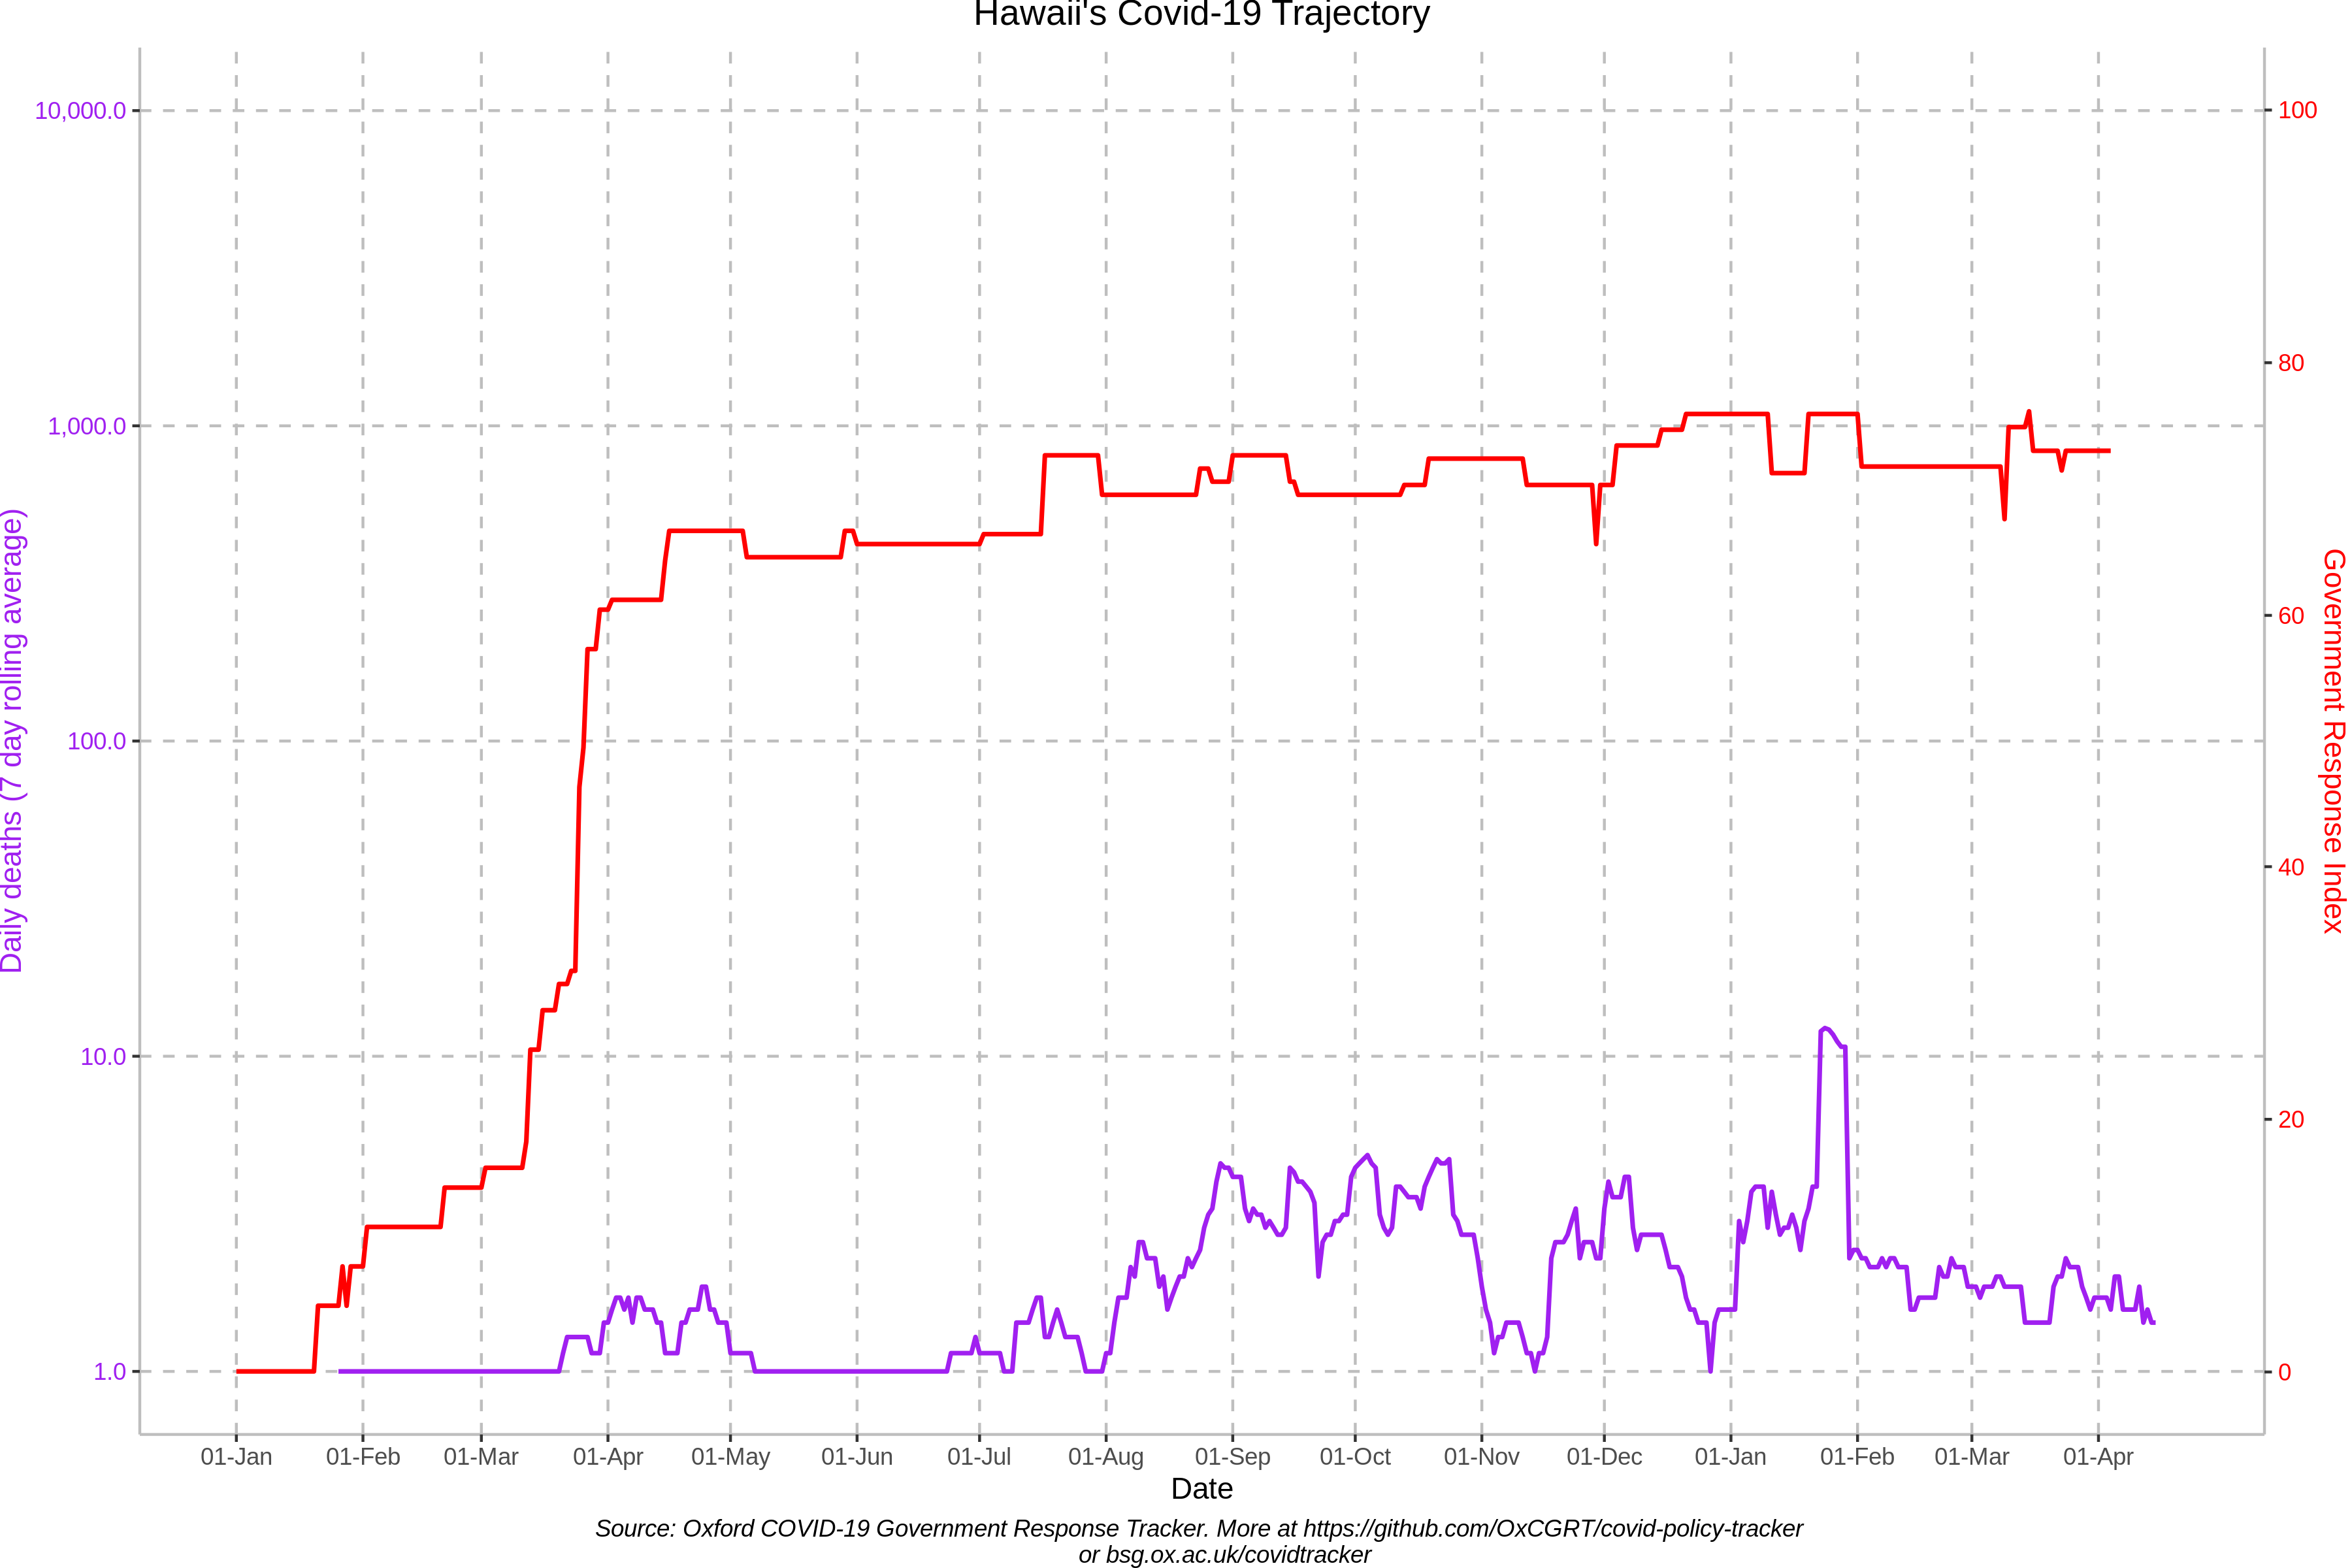 Hawaii's Covid-19 Trajectory
10,000.0
1,000.0
100.0
10.0
1.0
Daily deaths (7 day rolling average)
100
80
60
40
20
0
Government Response Index
01-Jan 01-Feb 01-Mar 01-Apr 01-May 01-Jun 01-Jul 01-Aug 01-Sep 01-Oct 01-Nov 01-Dec 01-Jan 01-Feb 01-Mar 01-Apr
Date
Source: Oxford COVID-19 Government Response Tracker. More at https://github.com/OxCGRT/covid-policy-tracker
or bsg.ox.ac.uk/covidtracker